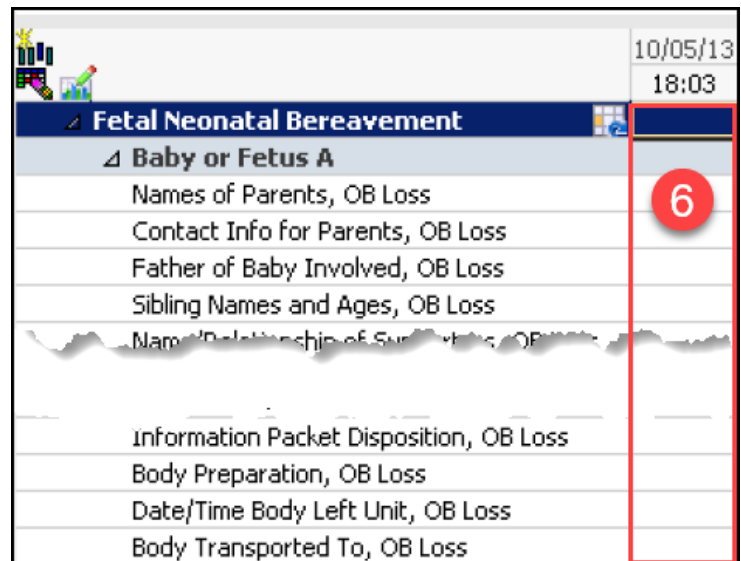 10/05/13
18:03
Fetal Neonatal Bereavement
Baby or Fetus A
Names of Parents, OB Loss
6
Contact Info for Parents, OB Loss
Father of Baby Involved, OB Loss
Sibling Names and Ages, OB Loss
Information Packet Disposition, OB Loss
Body Preparation, OB Loss
Date/Time Body Left Unit, OB Loss
Body Transported To, OB Loss